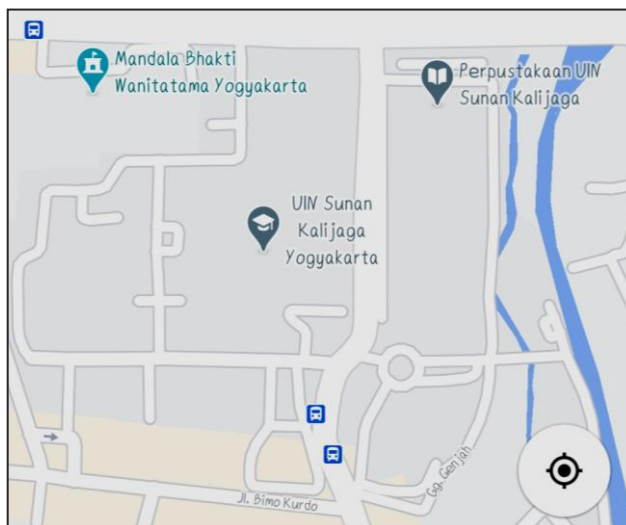 Mandala Bhakti
Wanitatama Yogyakarta
Perpustakaan UIN
Sunan Kalijaga
UIN Sunan
Kalijaga
Yogyakarta
Gg. Genjah
Jl. Bimo Kurdo